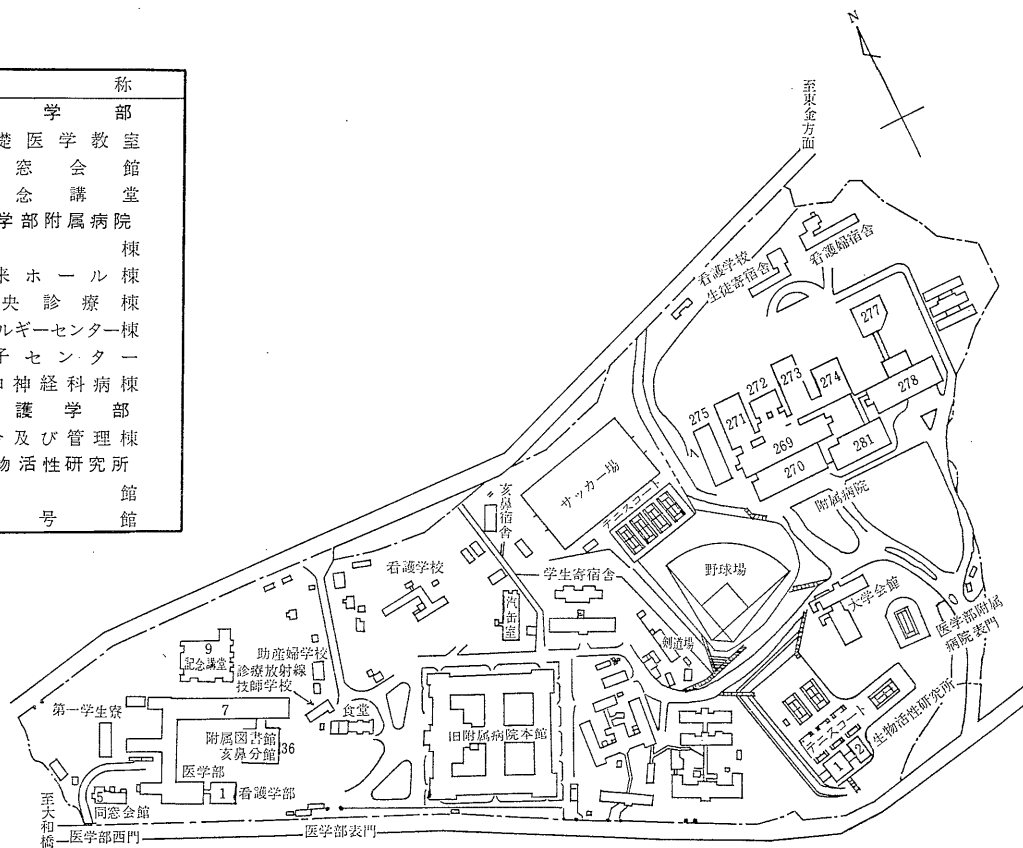 称
学部
礎医学教室
窓会館
念講堂
学部附属病院
棟
来ホール棟
央診療棟
ルギーセンター棟
子センター
神経科病棟
護学部
及び管理棟
物活性研究所
館
号館
N
至東金方面
看護婦宿舎
看護学校
生徒寄宿舎
277
273
274
272
278
275
271
269
281
270
附属病院
サッカー場
テニスコート
亥鼻宿舎
野球場
看護学校
学生寄宿舎
汽缶室
大学会館
医学部附属
病院表門
剣道場
9
記念講堂
助産婦学校
診療放射線
技師学校
生物活性研究所
第一学生寮
7
食堂
テニスコート
旧附属病院本館
附属図書館
亥鼻分館
36
医学部
1
2
1
看護学部
5
同窓会館
至大和橋
医学部西門
医学部表門